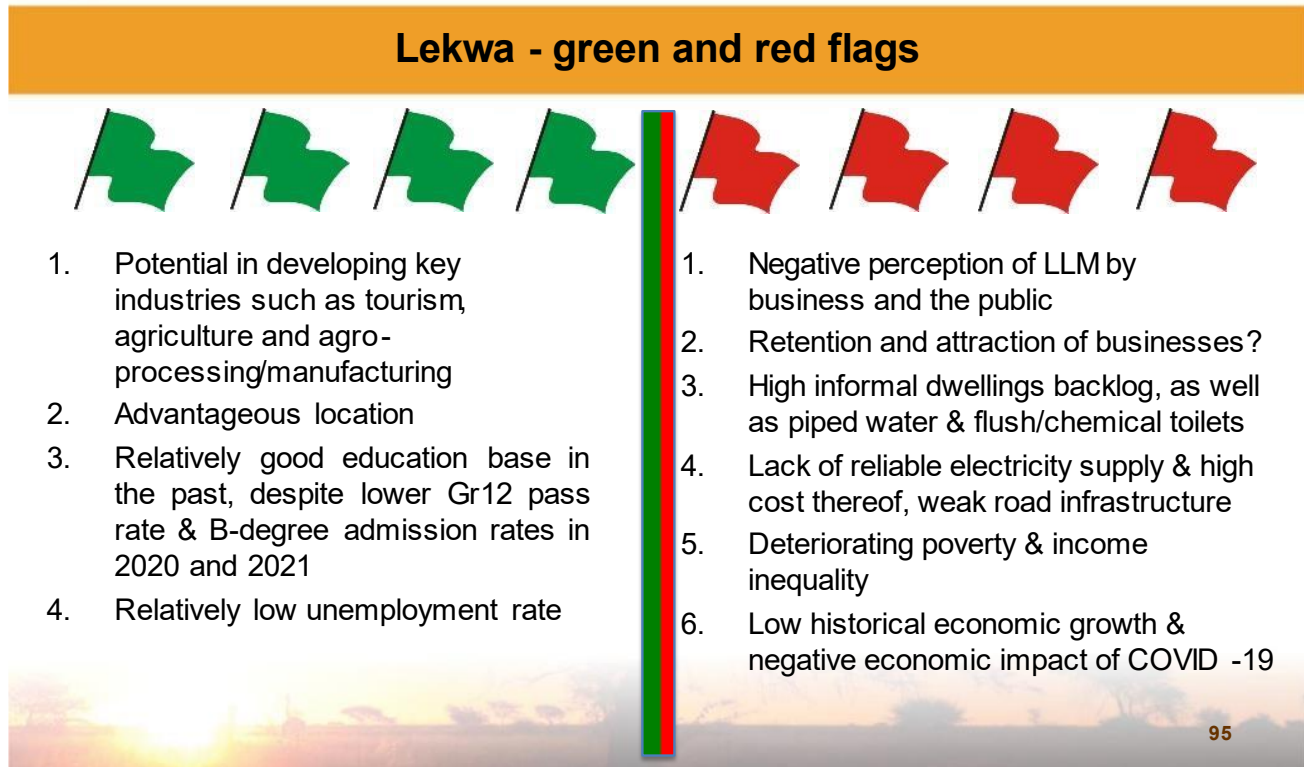 Lekwa - green and red flags
1. Potential in developing key
industries such as tourism,
agriculture and agro-
processing/manufacturing
2. Advantageous location
3. Relatively good education base in
the past, despite lower Gr12 pass
rate & B-degree admission rates in
2020 and 2021
4. Relatively low unemployment rate
1. Negative perception of LLM by
business and the public
2. Retention and attraction of businesses?
3. High informal dwellings backlog, as well
as piped water & flush/chemical toilets
4. Lack of reliable electricity supply & high
cost thereof, weak road infrastructure
5. Deteriorating poverty & income
inequality
6. Low historical economic growth &
negative economic impact of COVID -19
95